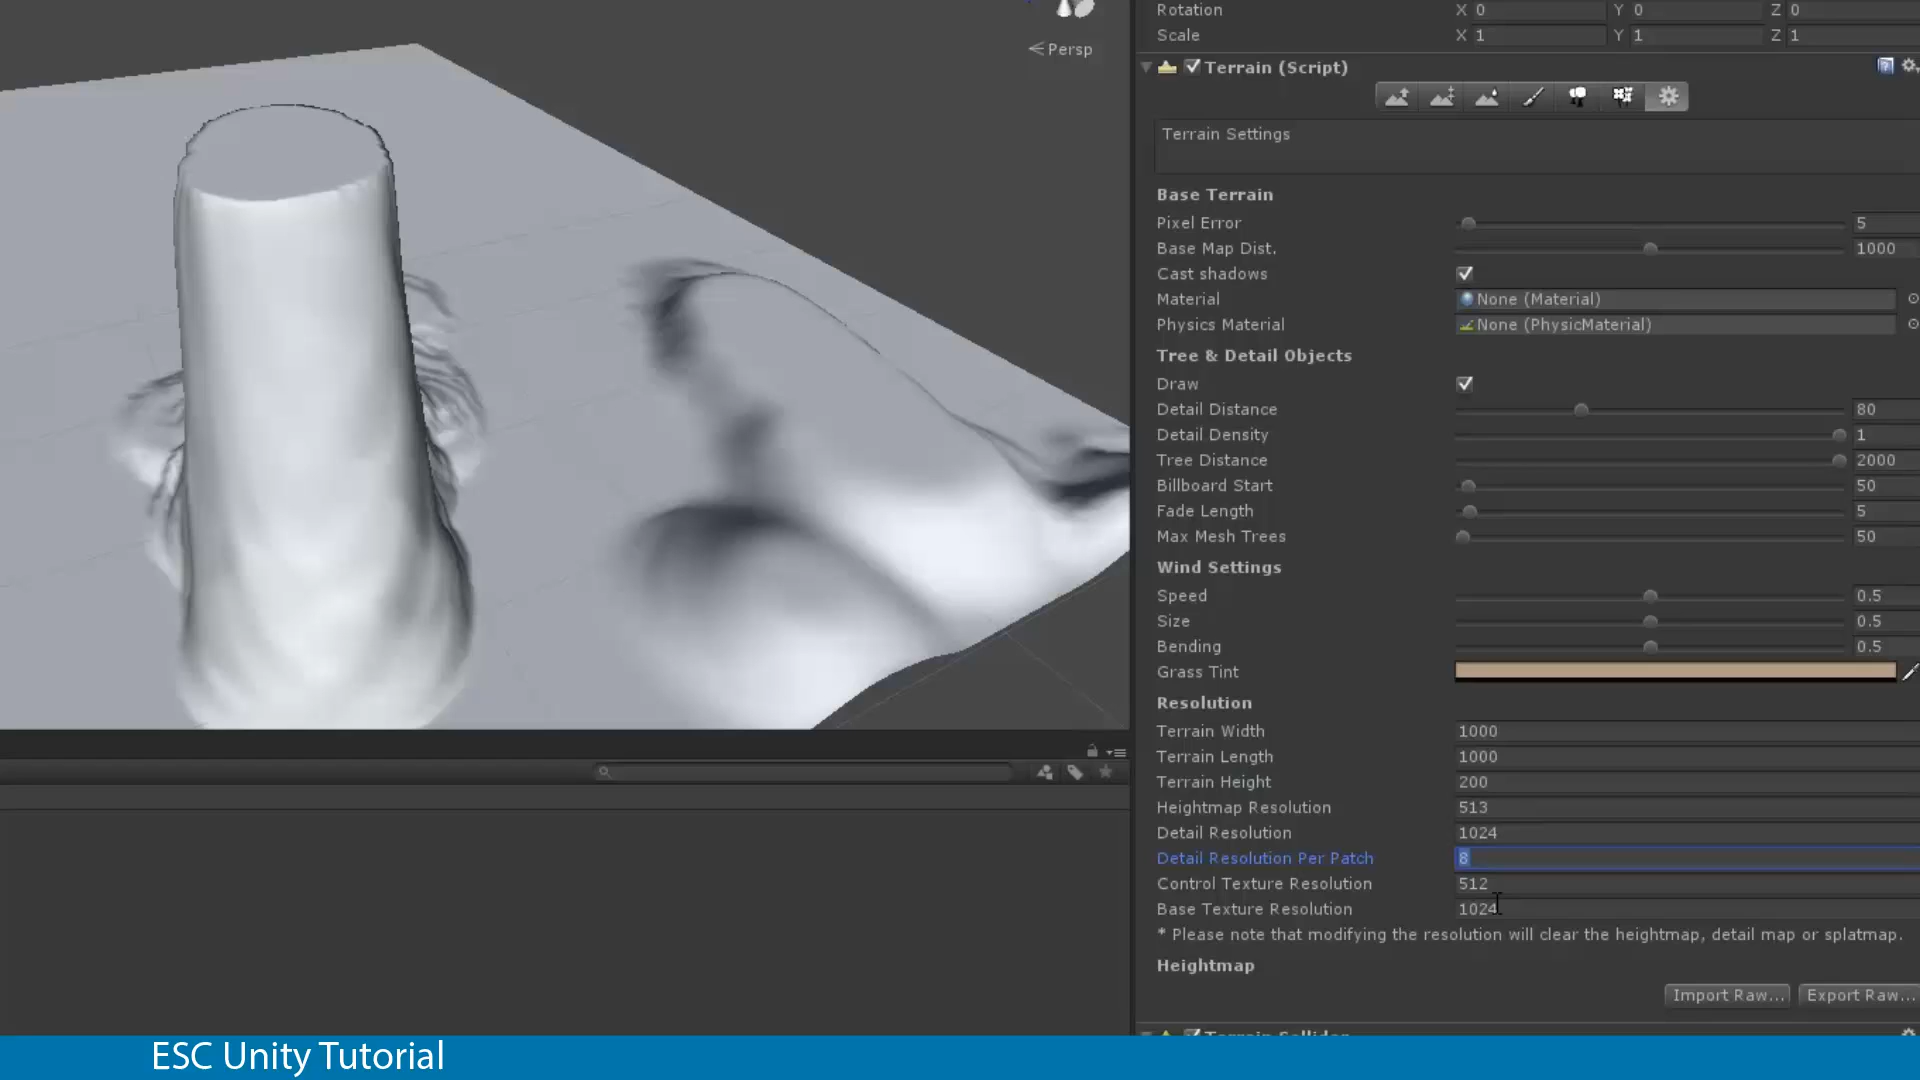 Rotation X 0 Y 0 Z 0
Scale X 1 Y 1 Z 1
Persp
Terrain (Script)
Terrain Settings
Base Terrain
Pixel Error 5
Base Map Dist. 1000
Cast shadows
Material None (Material)
Physics Material None (PhysicMaterial)
Tree & Detail Objects
Draw
Detail Distance 80
Detail Density 1
Tree Distance 2000
Billboard Start 50
Fade Length 5
Max Mesh Trees 50
Wind Settings
Speed 0.5
Size 0.5
Bending 0.5
Grass Tint
Resolution
Terrain Width 1000
Terrain Length 1000
Terrain Height 200
Heightmap Resolution 513
Detail Resolution 1024
Detail Resolution Per Patch 8
Control Texture Resolution 512
Base Texture Resolution 1024
* Please note that modifying the resolution will clear the heightmap, detail map or splatmap.
Heightmap
Import Raw... Export Raw...
Terrain Collider
ESC Unity Tutorial